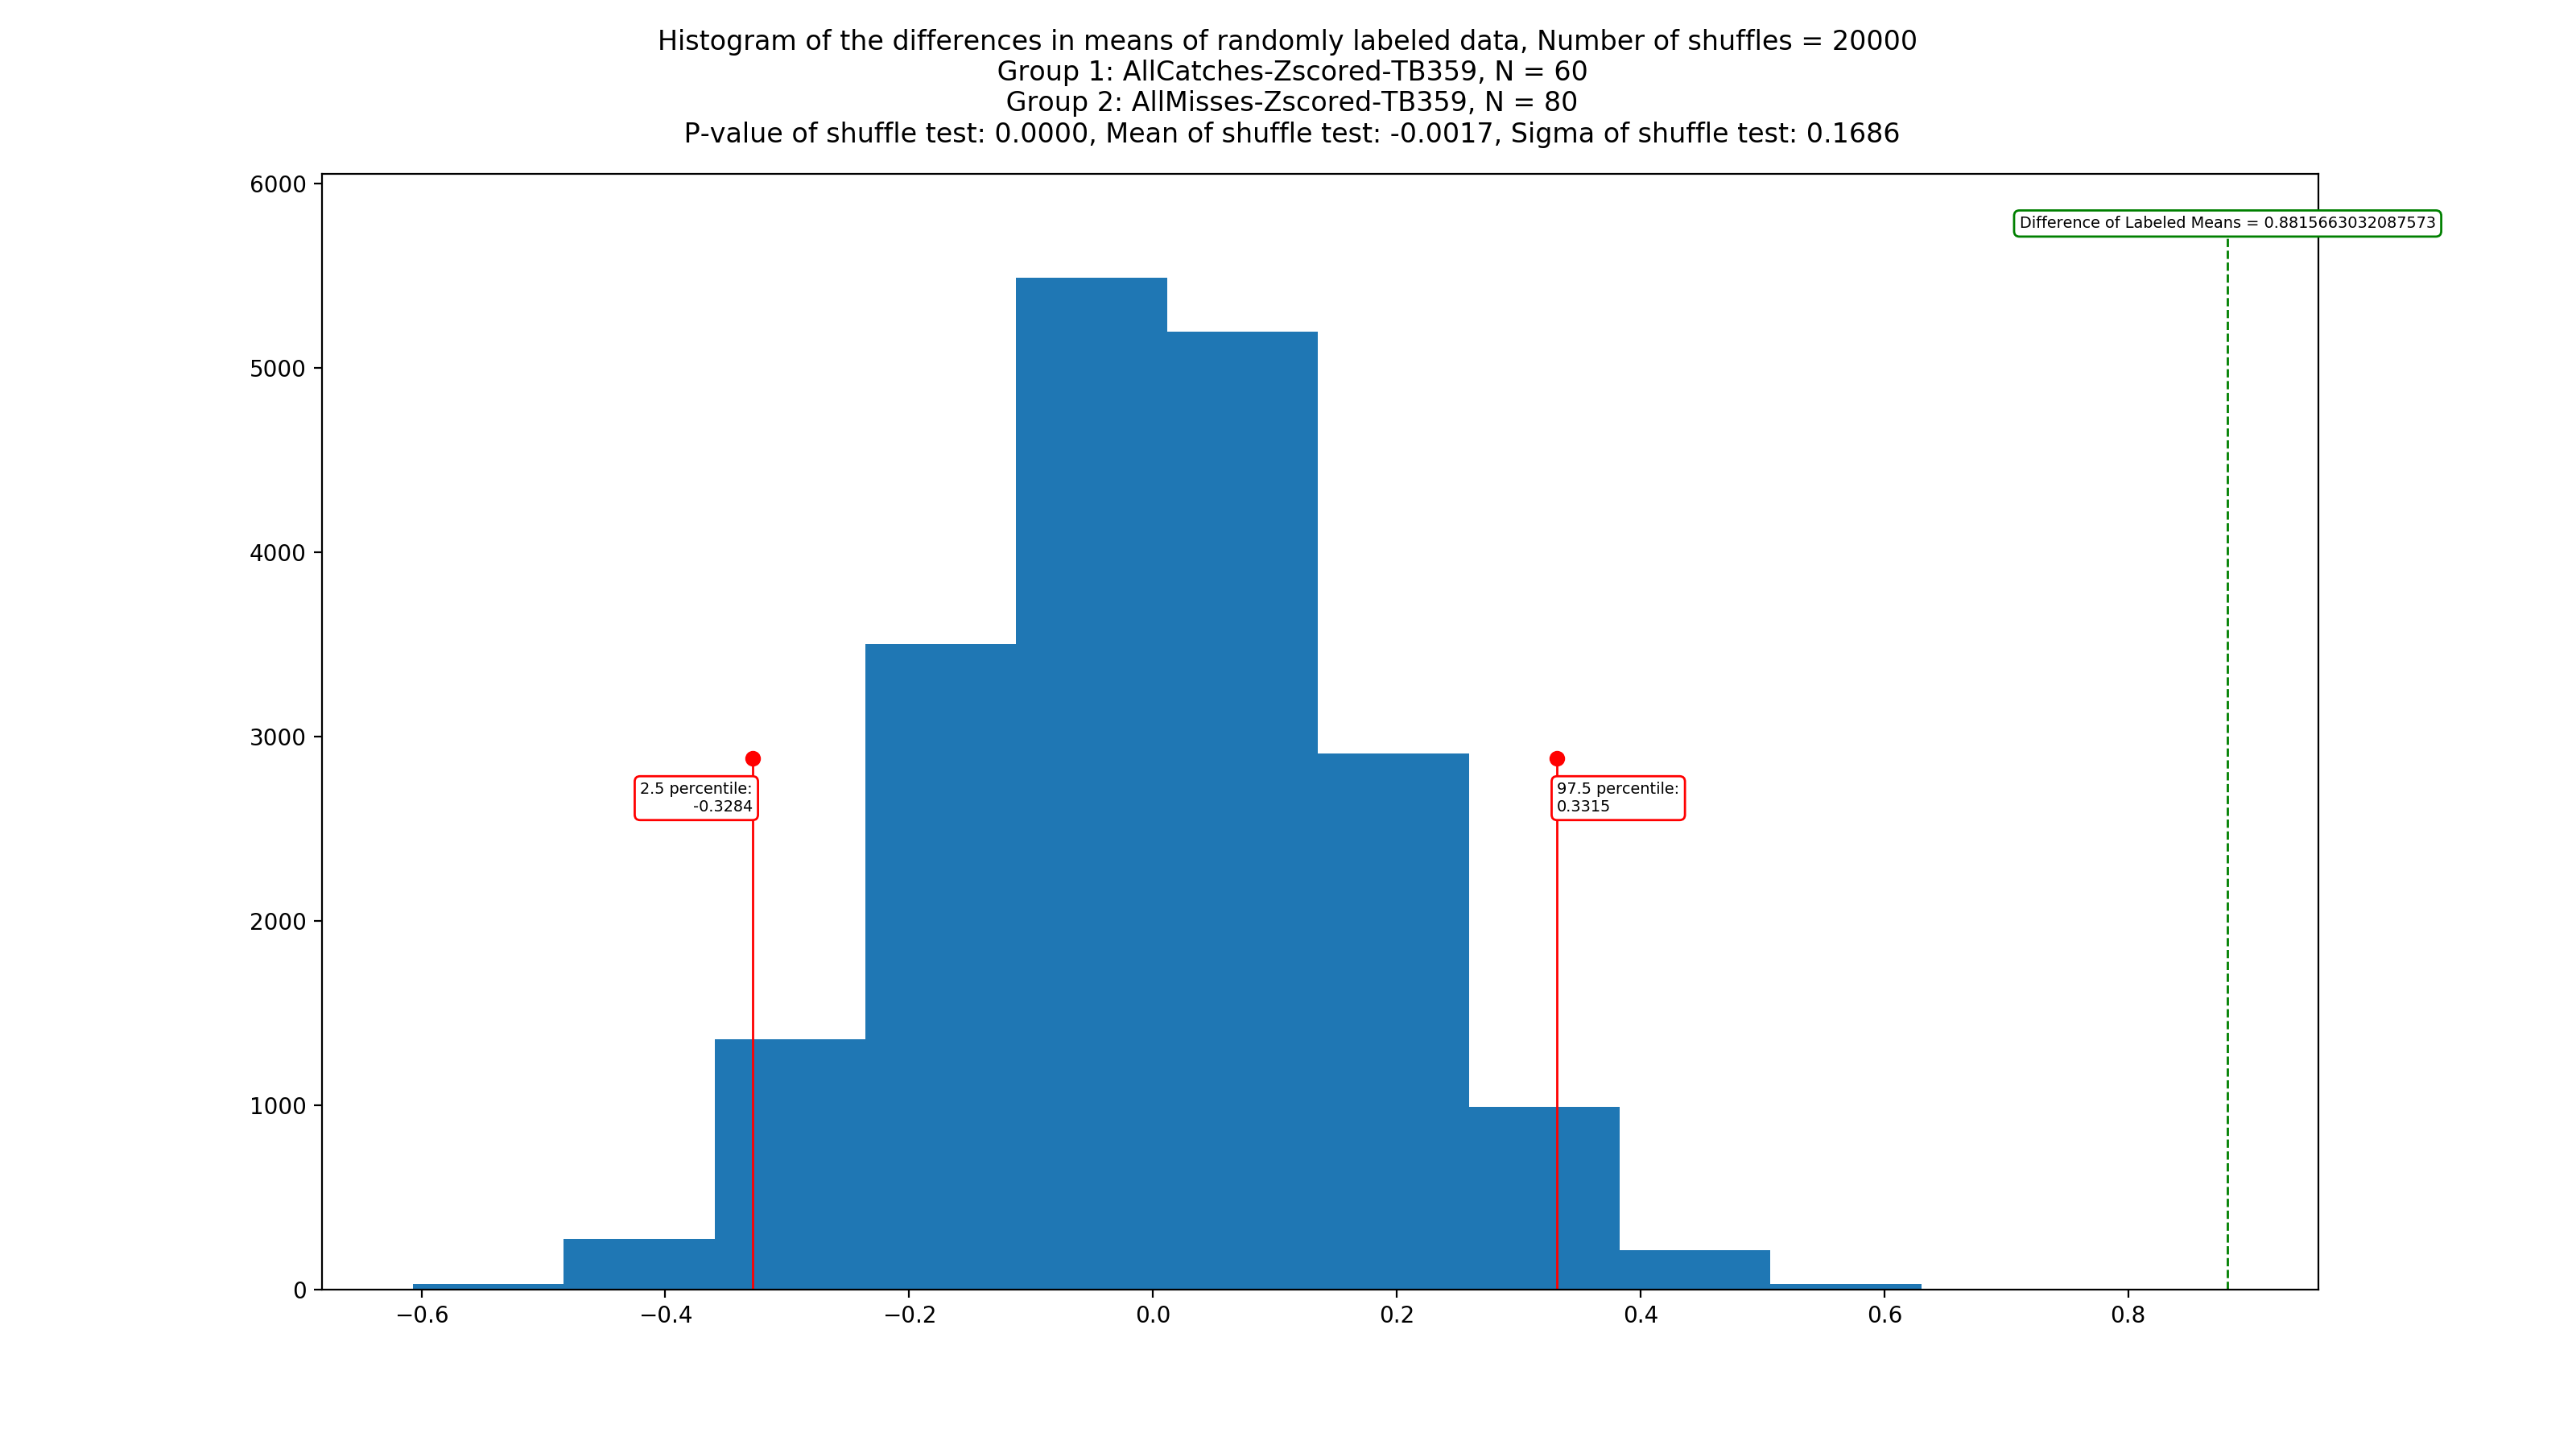 Histogram of the differences in means of randomly labeled data, Number of shuffles = 20000
Group 1: AllCatches-Zscored-TB359, N = 60
Group 2: AllMisses-Zscored-TB359, N = 80
P-value of shuffle test: 0.0000, Mean of shuffle test: -0.0017, Sigma of shuffle test: 0.1686
6000
Difference of Labeled Means = 0.8815663032087573
5000
4000
3000
2.5 percentile:
-0.3284
97.5 percentile:
0.3315
2000
1000
0
−0.6 −0.4 −0.2 0.0 0.2 0.4 0.6 0.8